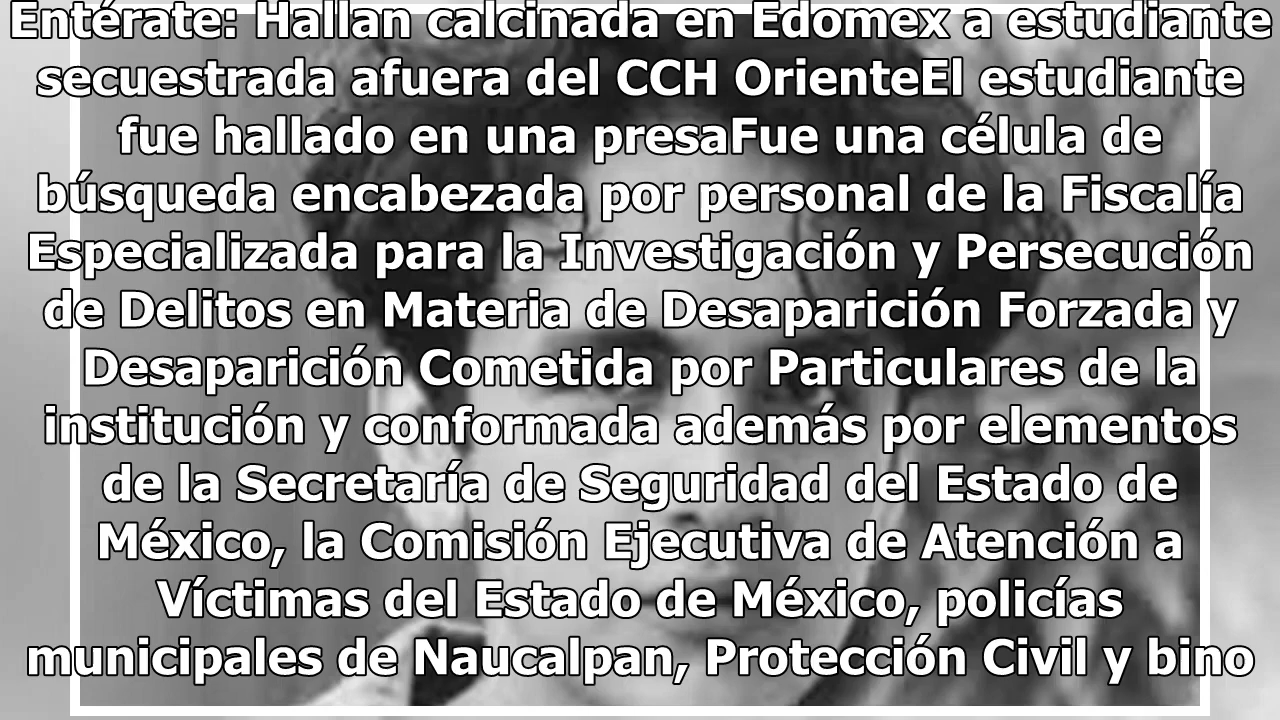 Entérate: Hallan calcinada en Edomex a estudiante
secuestrada afuera del CCH OrienteEl estudiante
fue hallado en una presaFue una célula de
búsqueda encabezada por personal de la Fiscalía
Especializada para la Investigación y Persecución
de Delitos en Materia de Desaparición Forzada y
Desaparición Cometida por Particulares de la
institución y conformada además por elementos
de la Secretaría de Seguridad del Estado de
México, la Comisión Ejecutiva de Atención a
Víctimas del Estado de México, policías
municipales de Naucalpan, Protección Civil y bino